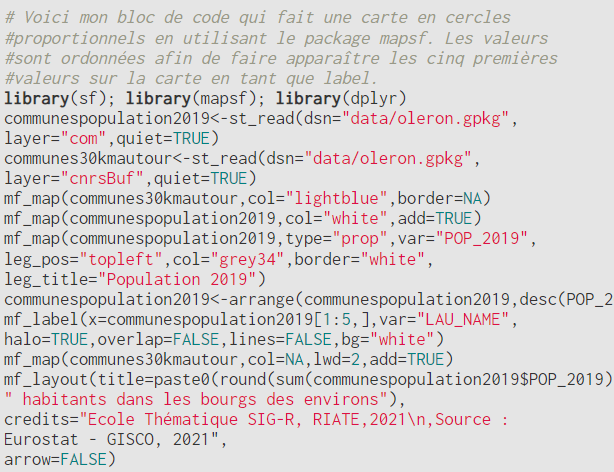 # Voici mon bloc de code qui fait une carte en cercles
#proportionnels en utilisant le package mapsf. Les valeurs
#sont ordonnées afin de faire apparaître les cinq premières
#valeurs sur la carte en tant que label.
library(sf); library(mapsf); library(dplyr)
communespopulation2019<-st_read(dsn="data/oleron.gpkg",
layer="com",quiet=TRUE)
communes30kmautour<-st_read(dsn="data/oleron.gpkg",
layer="cnrsBuf",quiet=TRUE)
mf_map(communes30kmautour,col="lightblue",border=NA)
mf_map(communespopulation2019,col="white",add=TRUE)
mf_map(communespopulation2019,type="prop",var="POP_2019",
leg_pos="topleft",col="grey34",border="white",
leg_title="Population 2019")
communespopulation2019<-arrange(communespopulation2019,desc(POP_2
mf_label(x=communespopulation2019[1:5,],var="LAU_NAME",
halo=TRUE,overlap=FALSE,lines=FALSE,bg="white")
mf_map(communes30kmautour,col=NA,lwd=2,add=TRUE)
mf_layout(title=paste0(round(sum(communespopulation2019$POP_2019)
" habitants dans les bourgs des environs"),
credits="Ecole Thématique SIG-R, RIATE,2021\n,Source :
Eurostat - GISCO, 2021",
arrow=FALSE)